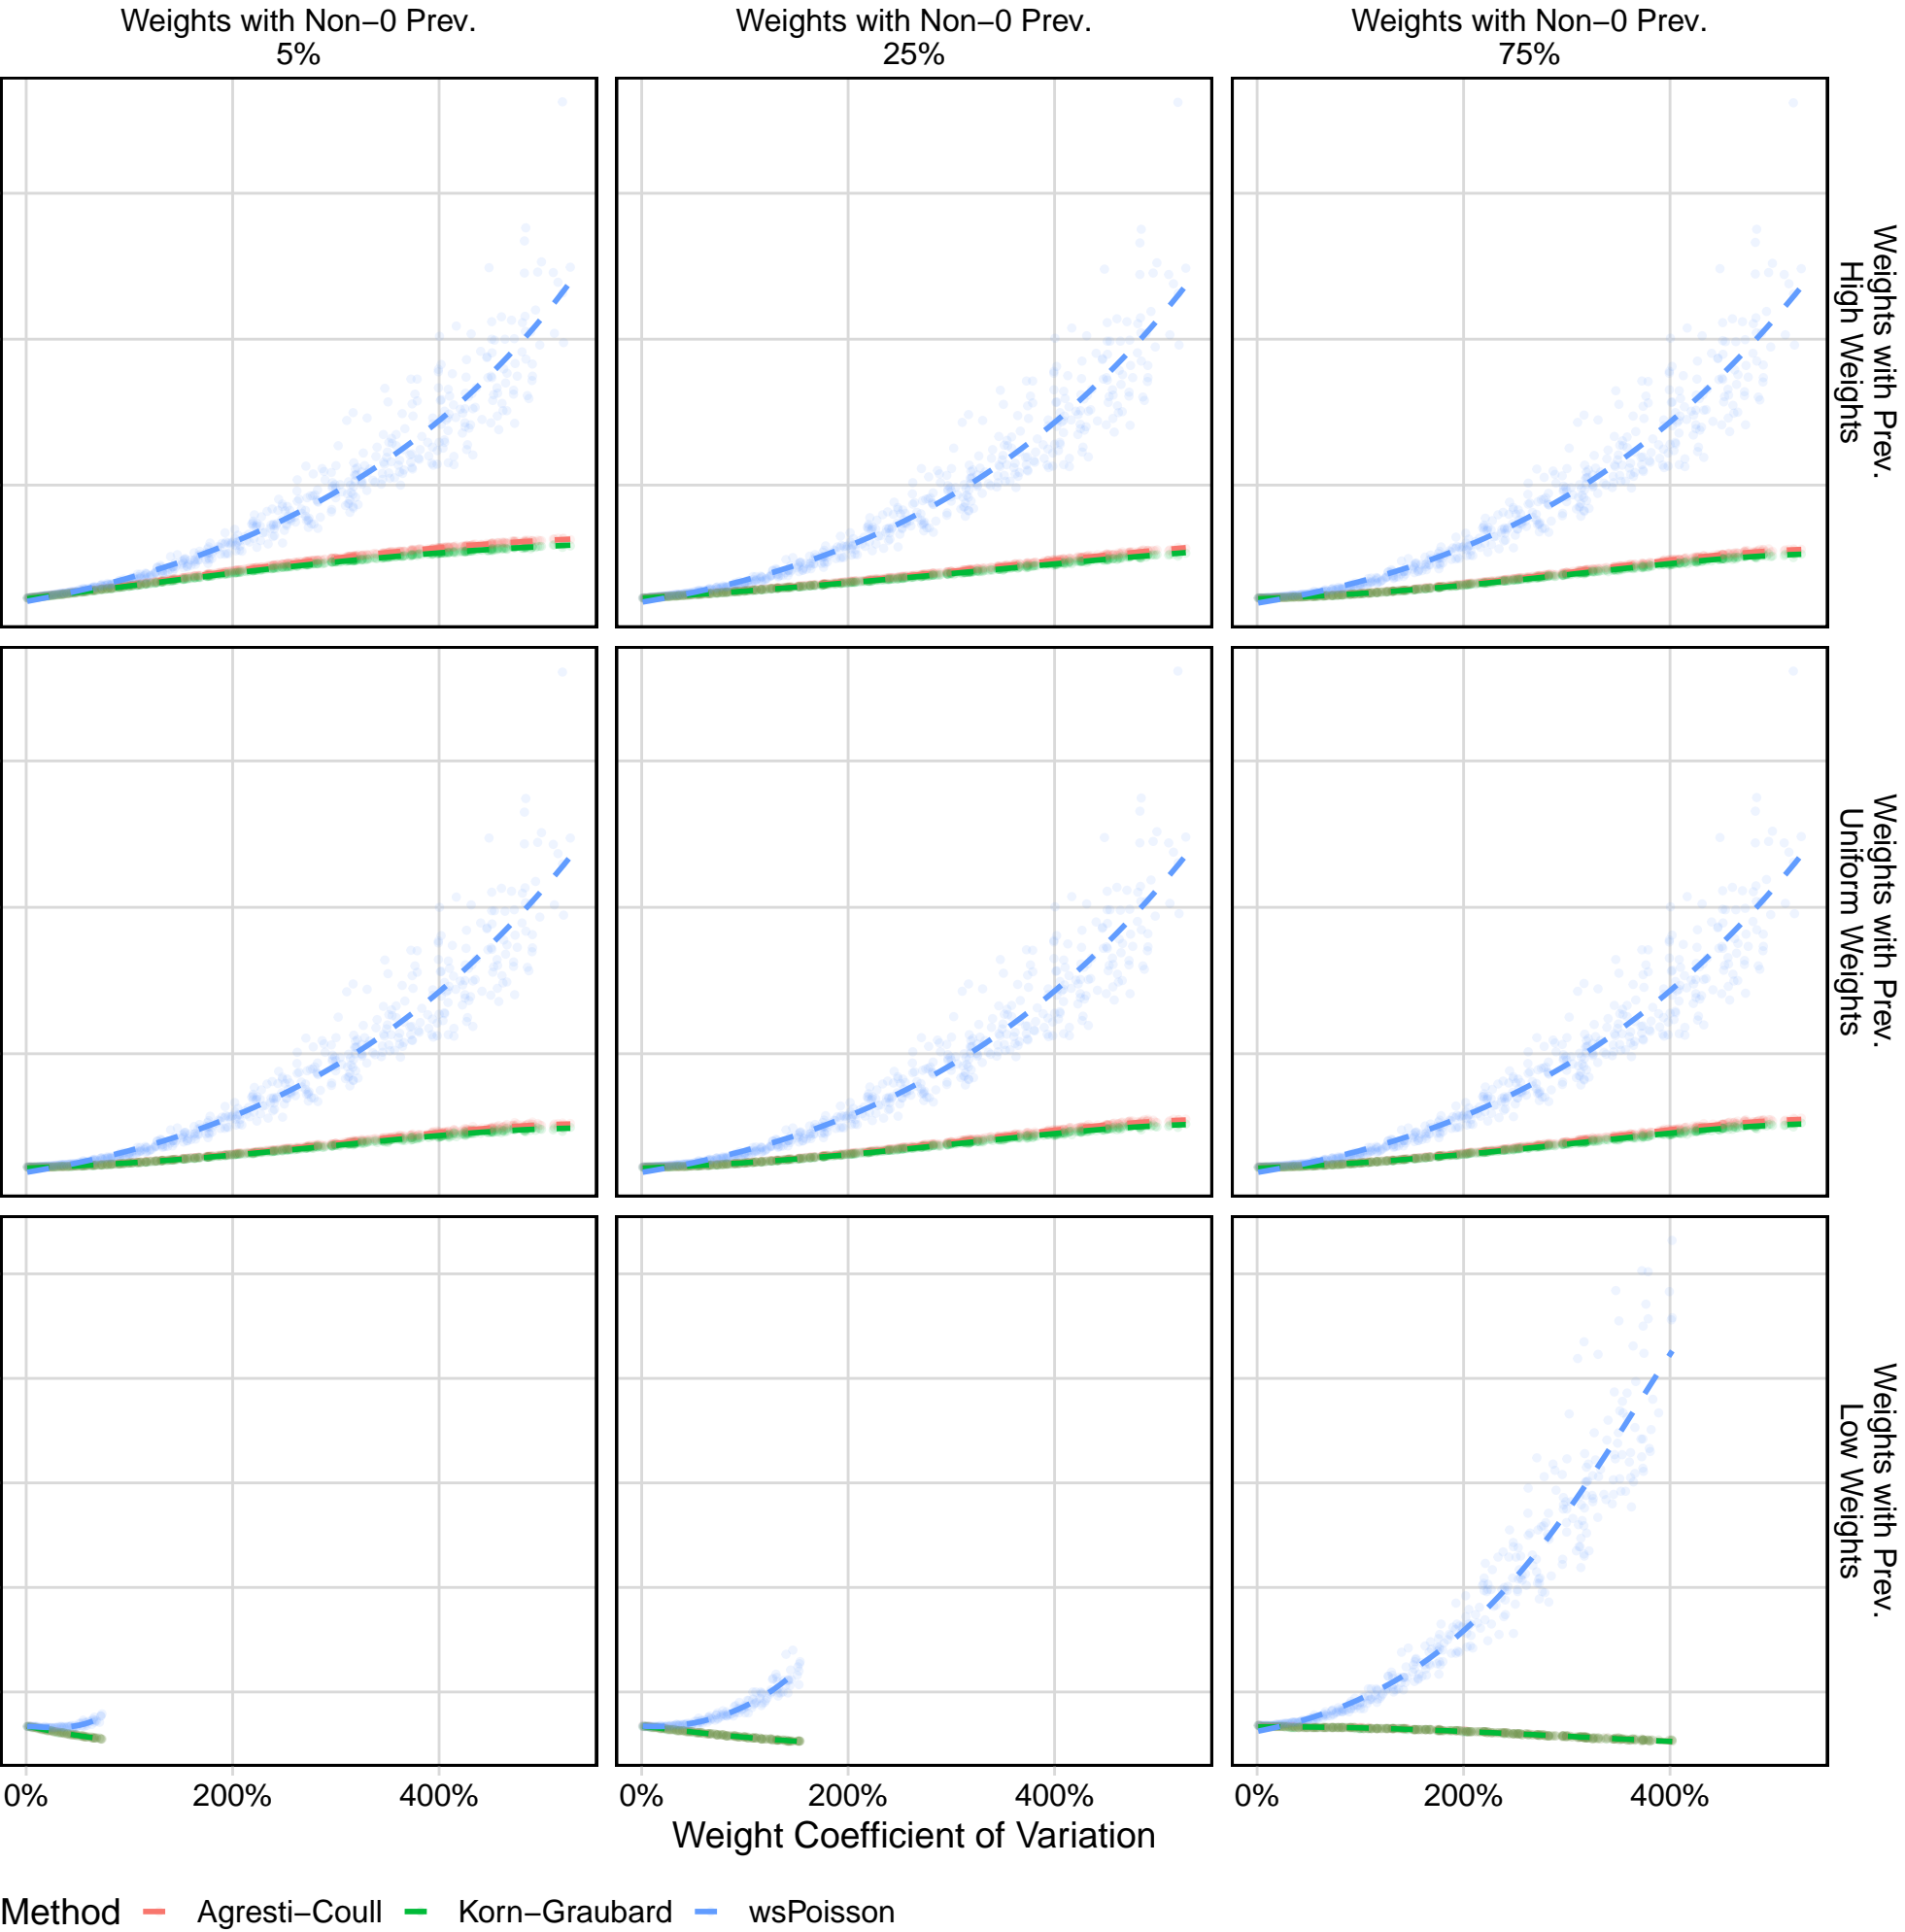 Weights with Non−0 Prev.
5%
Weights with Non−0 Prev.
25%
Weights with Non−0 Prev.
75%
Weights with Prev.
High Weights
Weights with Prev.
Uniform Weights
Weights with Prev.
Low Weights
0% 200% 400% 0% 200% 400% 0% 200% 400%
Weight Coefficient of Variation
Method Agresti−Coull Korn−Graubard wsPoisson